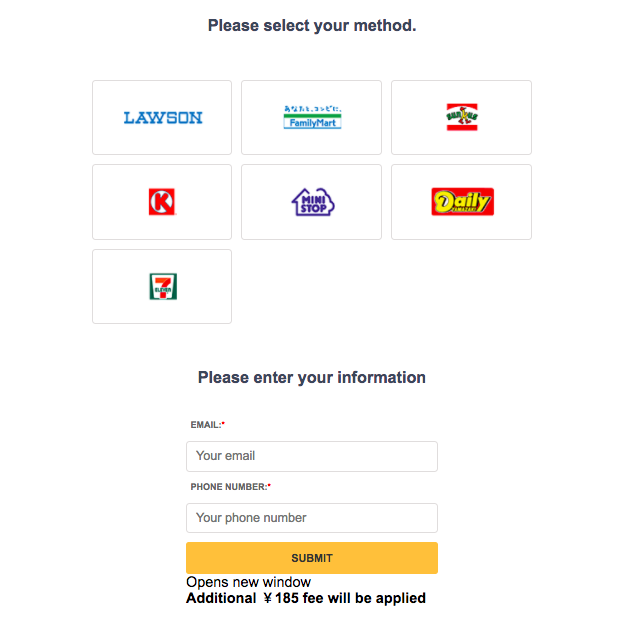 Please select your method.
LAWSON
あなたと、コンビに、
FamilyMart
sunkus
K
MINI
STOP
Daily
YAMAZAKI
7
ELEVEN
Please enter your information
EMAIL:*
Your email
PHONE NUMBER:*
Your phone number
SUBMIT
Opens new window
Additional ￥185 fee will be applied